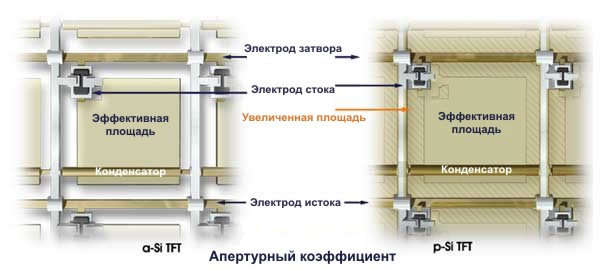 Электрод затвора
Электрод стока
Увеличенная площадь
Эффективная
площадь
Эффективная
площадь
Конденсатор
Конденсатор
Электрод истока
a-Si TFT
p-Si TFT
Апертурный коэффициент